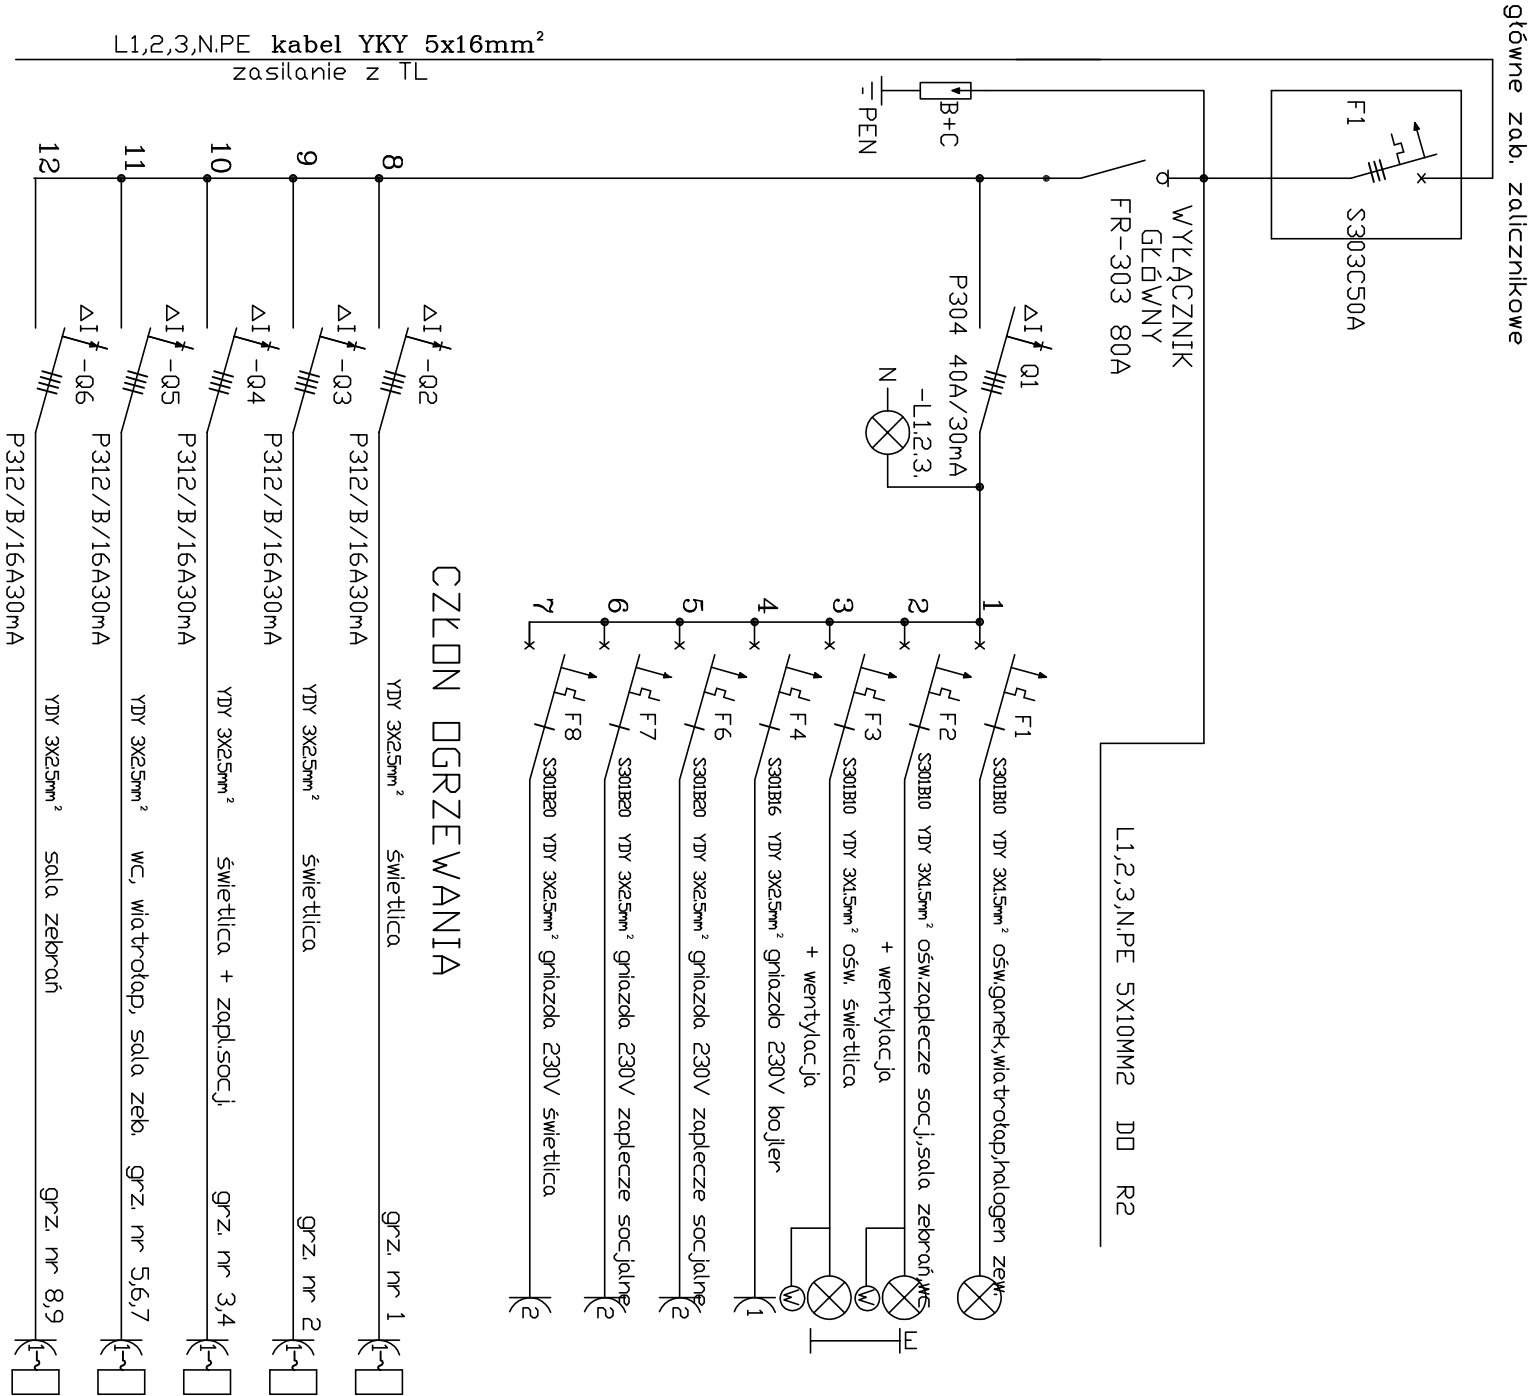 główne zab. zalicznikowe
L1,2,3,N.PE kabel YKY 5x16mm²
zasilanie z TL
F1
S303C50A
B+C
PEN
WYŁĄCZNIK
GŁÓWNY
FR-303 80A
L1,2,3,N.PE 5X10MM2 DO R2
ΔI
Q1
P304 40A/30mA
-L1.2.3.
N
1
F1
S301B10 YDY 3X1.5mm² ośw.ganek,wiatrołap,halogen zew.
2
F2
S301B10 YDY 3X1.5mm² ośw.zaplecze socj.,sala zebrań,wc
+ wentylacja
W
3
F3
S301B10 YDY 3X1.5mm² ośw. świetlica
+ wentylacja
W
E
4
F4
S301B16 YDY 3X2.5mm² gniazdo 230V bojler
1
5
F6
S301B20 YDY 3X2.5mm² gniazda 230V zaplecze socjalne
2
6
F7
S301B20 YDY 3X2.5mm² gniazda 230V zaplecze socjalne
2
7
F8
S301B20 YDY 3X2.5mm² gniazda 230V świetlica
2
CZŁON OGRZEWANIA
8
ΔI
-Q2
P312/B/16A30mA
YDY 3X2.5mm² świetlica grz. nr 1
1
9
ΔI
-Q3
P312/B/16A30mA
YDY 3X2.5mm² świetlica grz. nr 2
1
10
ΔI
-Q4
P312/B/16A30mA
YDY 3X2.5mm² świetlica + zapl.socj. grz. nr 3,4
1
11
ΔI
-Q5
P312/B/16A30mA
YDY 3X2.5mm² wc, wiatrołap, sala zeb. grz. nr 5,6,7
1
12
ΔI
-Q6
P312/B/16A30mA
YDY 3X2.5mm² sala zebrań grz. nr 8,9
1